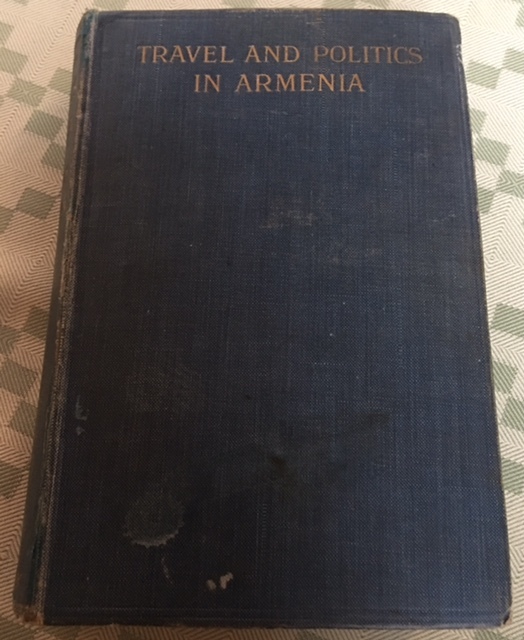 TRAVEL AND POLITICS
IN ARMENIA